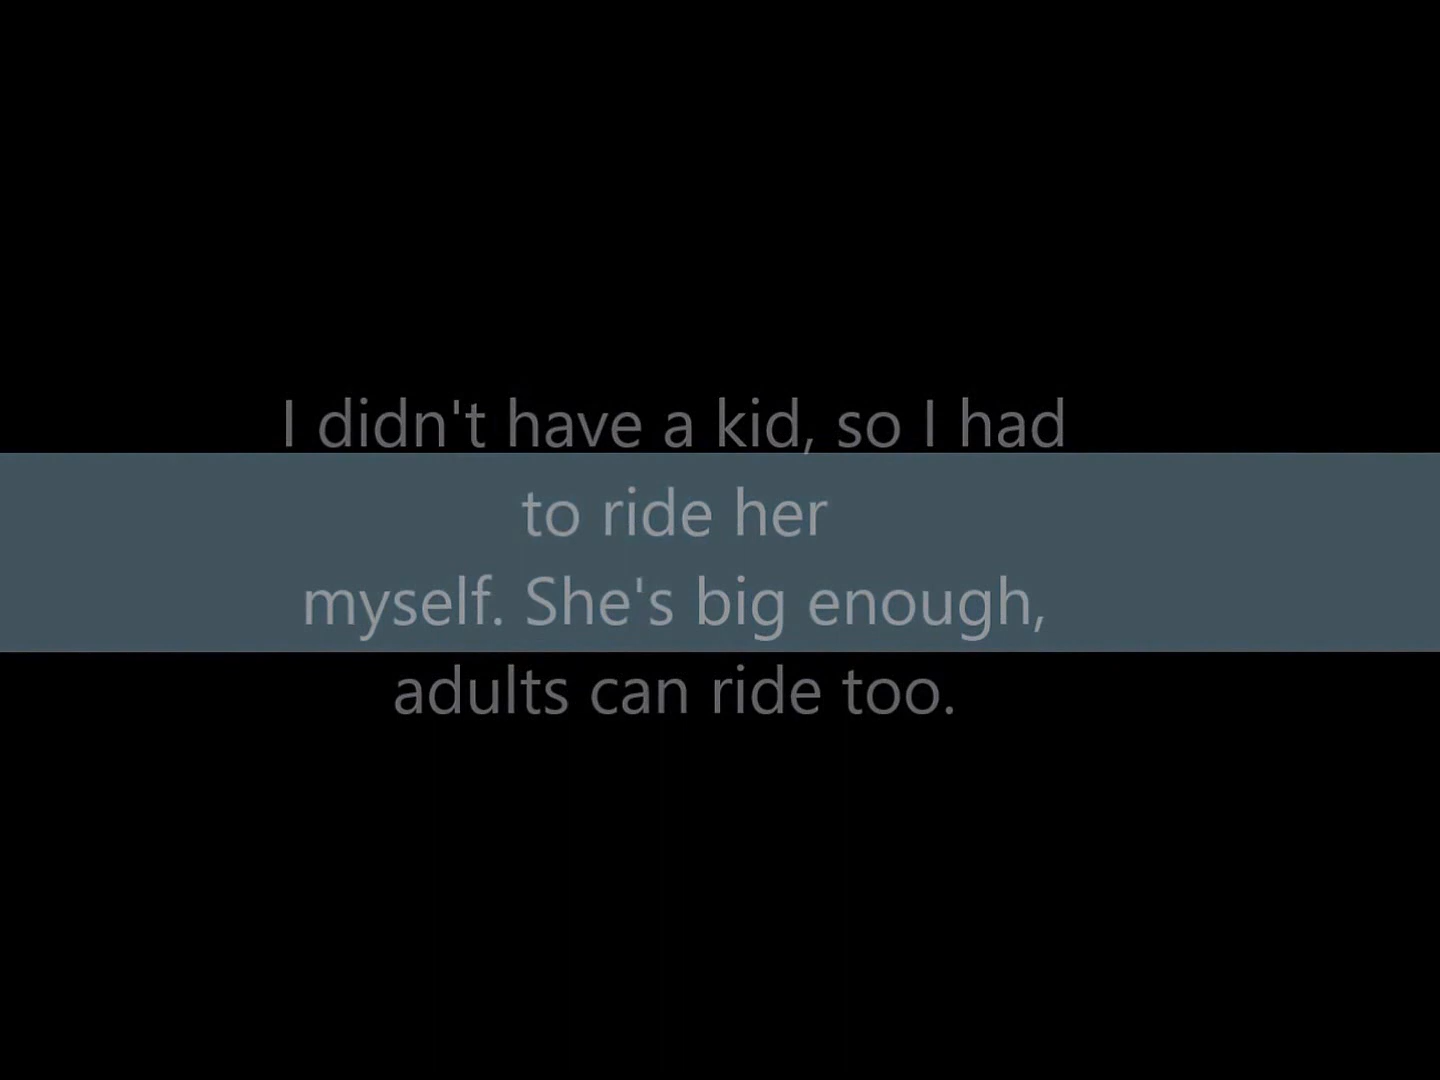 I didn't have a kid, so I had
to ride her
myself. She's big enough,
adults can ride too.